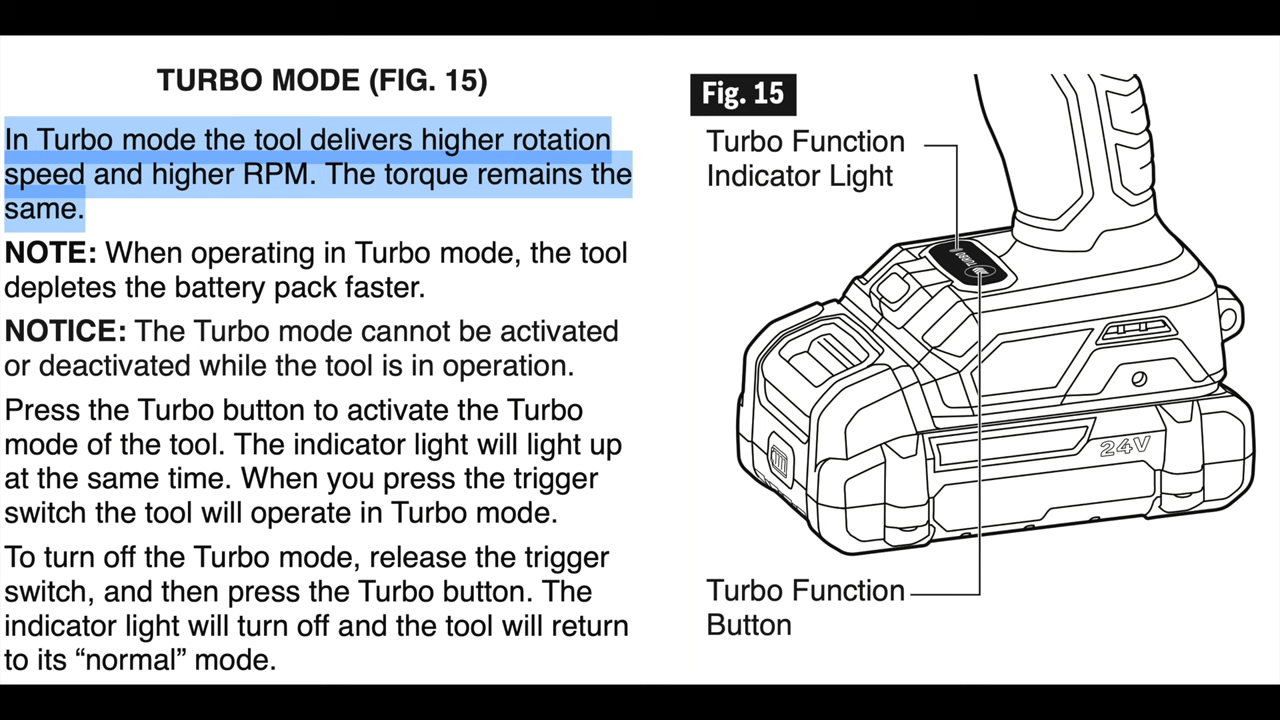 TURBO MODE (FIG. 15)
In Turbo mode the tool delivers higher rotation
speed and higher RPM. The torque remains the
same.
NOTE: When operating in Turbo mode, the tool
depletes the battery pack faster.
NOTICE: The Turbo mode cannot be activated
or deactivated while the tool is in operation.
Press the Turbo button to activate the Turbo
mode of the tool. The indicator light will light up
at the same time. When you press the trigger
switch the tool will operate in Turbo mode.
To turn off the Turbo mode, release the trigger
switch, and then press the Turbo button. The
indicator light will turn off and the tool will return
to its “normal” mode.
Fig. 15
Turbo Function
Indicator Light
TURBO
24V
Turbo Function
Button